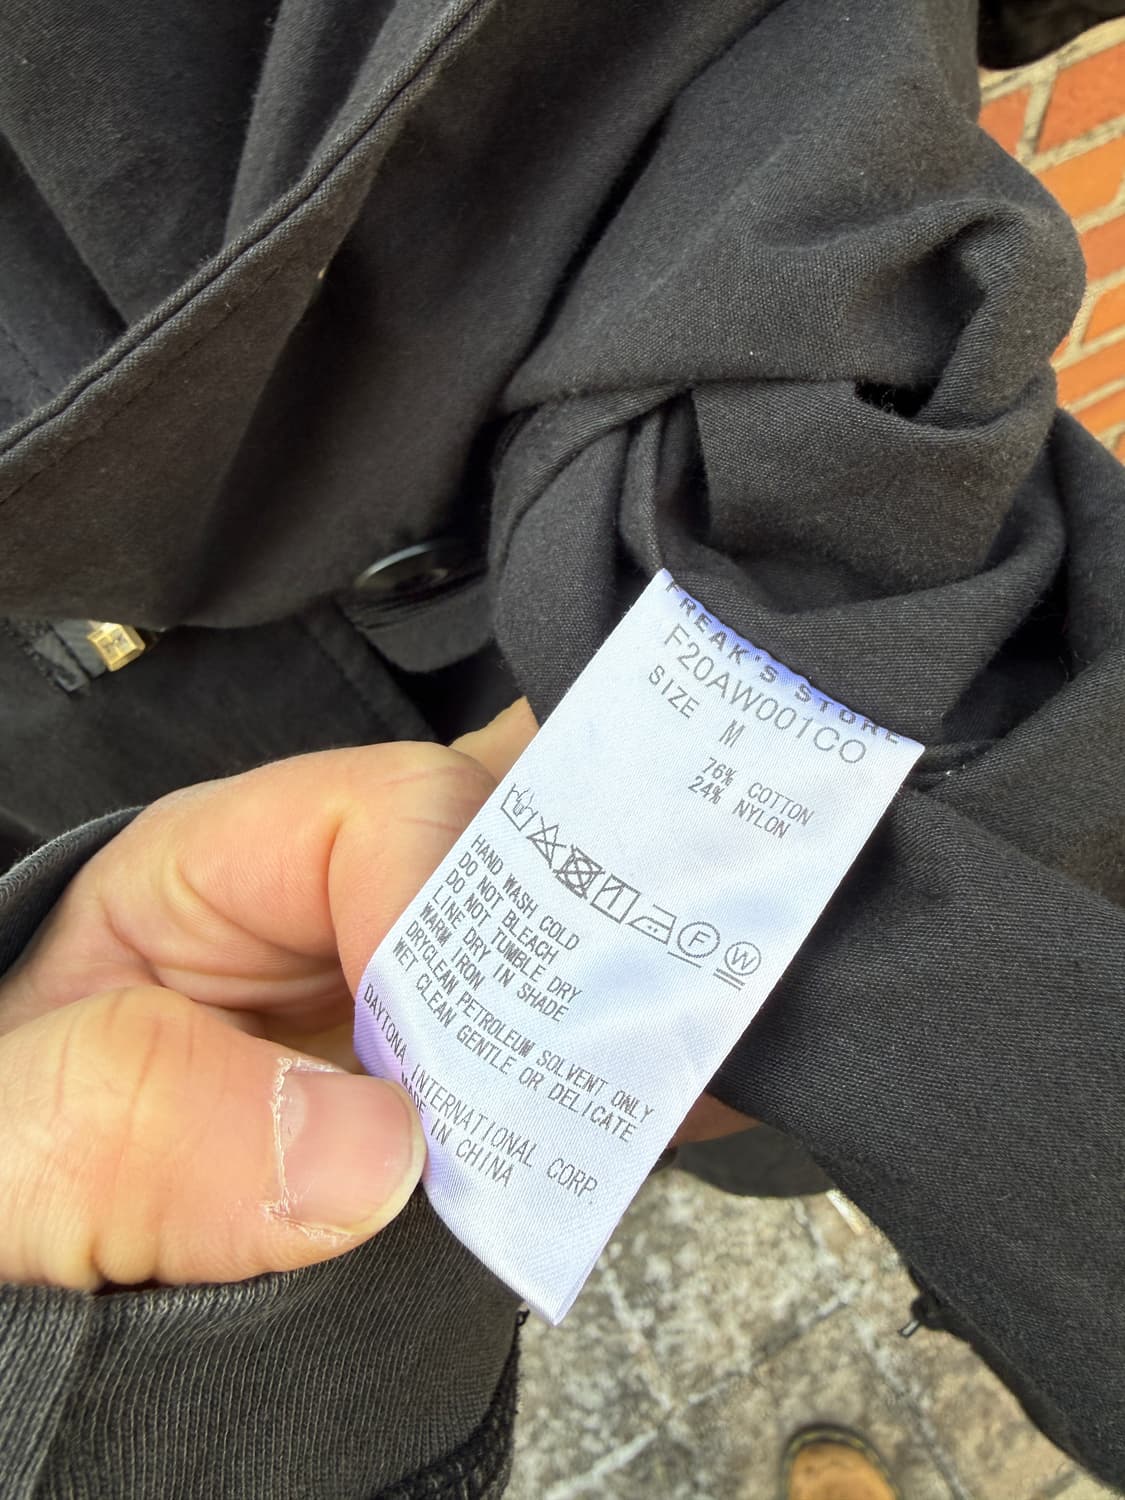 FREAK'S STORE
F20AW001CO
SIZE M
76% COTTON
24% NYLON
F W
HAND WASH COLD
DO NOT BLEACH
DO NOT TUMBLE DRY
LINE DRY IN SHADE
WARM IRON
DRYCLEAN PETROLEUM SOLVENT ONLY
WET CLEAN GENTLE OR DELICATE
DAYTONA INTERNATIONAL CORP.
MADE IN CHINA